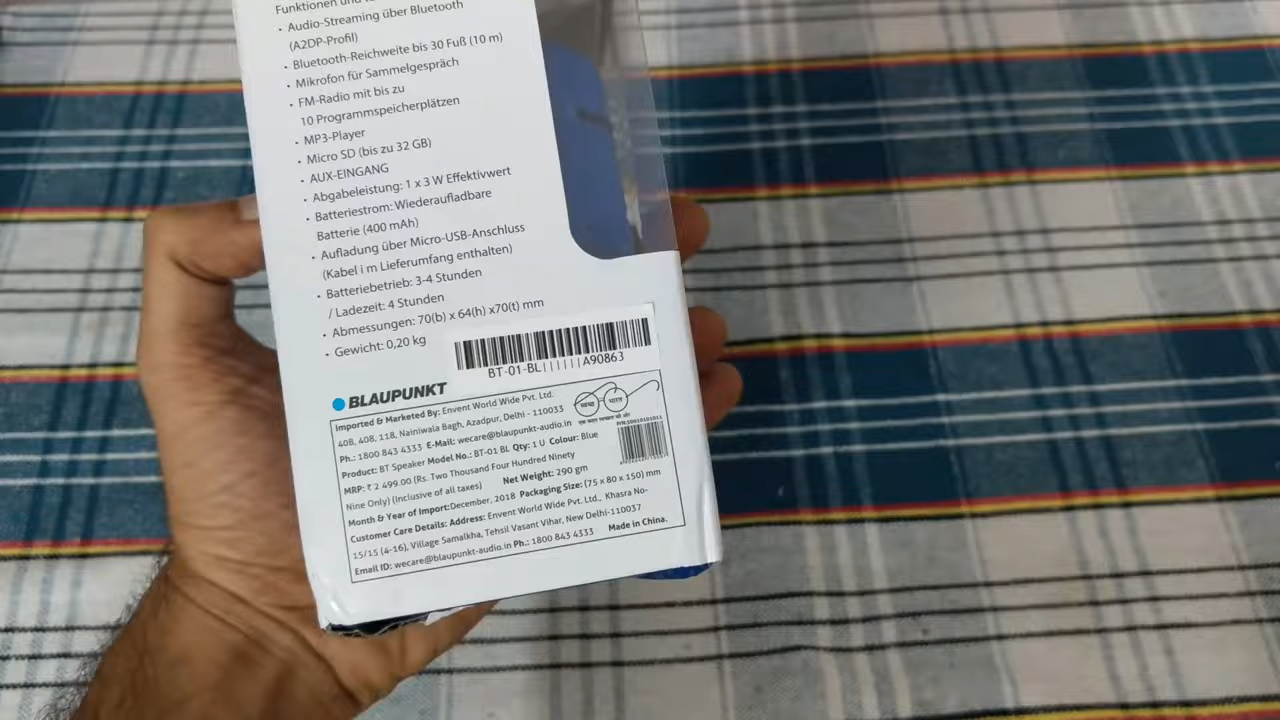 Funktionen und
• Audio-Streaming über Bluetooth
(A2DP-Profil)
• Bluetooth-Reichweite bis 30 Fuß (10 m)
• Mikrofon für Sammelgespräch
• FM-Radio mit bis zu
10 Programmspeicherplätzen
• MP3-Player
• Micro SD (bis zu 32 GB)
• AUX-EINGANG
• Abgabeleistung: 1 x 3 W Effektivwert
• Batteriestrom: Wiederaufladbare
Batterie (400 mAh)
• Aufladung über Micro-USB-Anschluss
(Kabel i m Lieferumfang enthalten)
• Batteriebetrieb: 3-4 Stunden
/ Ladezeit: 4 Stunden
• Abmessungen: 70(b) x 64(h) x70(t) mm
• Gewicht: 0,20 kg
BT-01-BL||||||A90863
BLAUPUNKT
Imported & Marketed By: Envent World Wide Pvt. Ltd.
408, 408, 118, Nainiwala Bagh, Azadpur, Delhi - 110033
Ph.: 1800 843 4333 E-Mail: wecare@blaupunkt-audio.in
Product: BT Speaker Model No.: BT-01 BL Qty: 1 U Colour: Blue
MRP: ₹ 2 499.00 (Rs. Two Thousand Four Hundred Ninety
Nine Only) (Inclusive of all taxes) Net Weight: 290 gm
Month & Year of Import:December, 2018 Packaging Size: (75 x 80 x 150) mm
Customer Care Details: Address: Envent World Wide Pvt. Ltd., Khasra No-
15/15 (4-16), Village Samalkha, Tehsil Vasant Vihar, New Delhi-110037
Email ID: wecare@blaupunkt-audio.in Ph.: 1800 843 4333 Made in China.
स्वच्छ भारत
एक कदम स्वच्छता की ओर